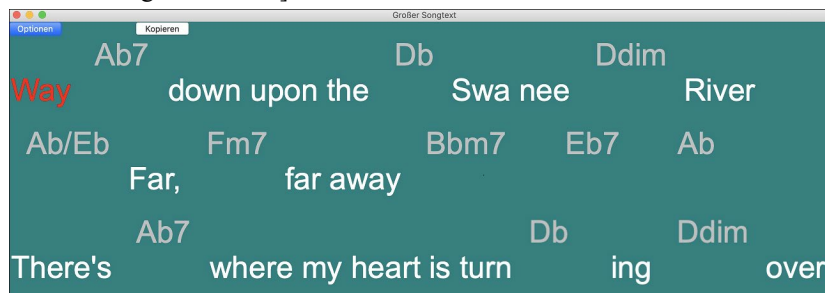 Großer Songtext
Optionen Kopieren
Ab7 Db Ddim
Way down upon the Swa nee River
Ab/Eb Fm7 Bbm7 Eb7 Ab
Far, far away
Ab7 Db Ddim
There's where my heart is turn ing over